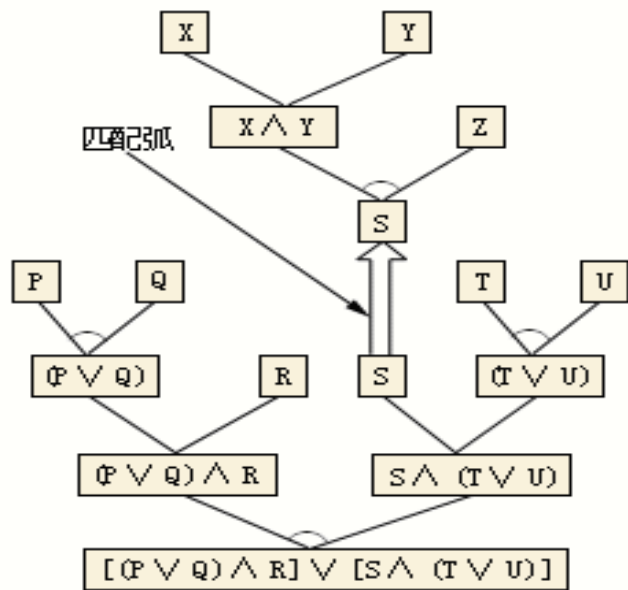 X
Y
X ∧ Y
Z
匹配弧
S
P
Q
T
U
(P ∨ Q)
R
S
(T ∨ U)
(P ∨ Q) ∧ R
S ∧ (T ∨ U)
[(P ∨ Q) ∧ R] ∨ [S ∧ (T ∨ U)]